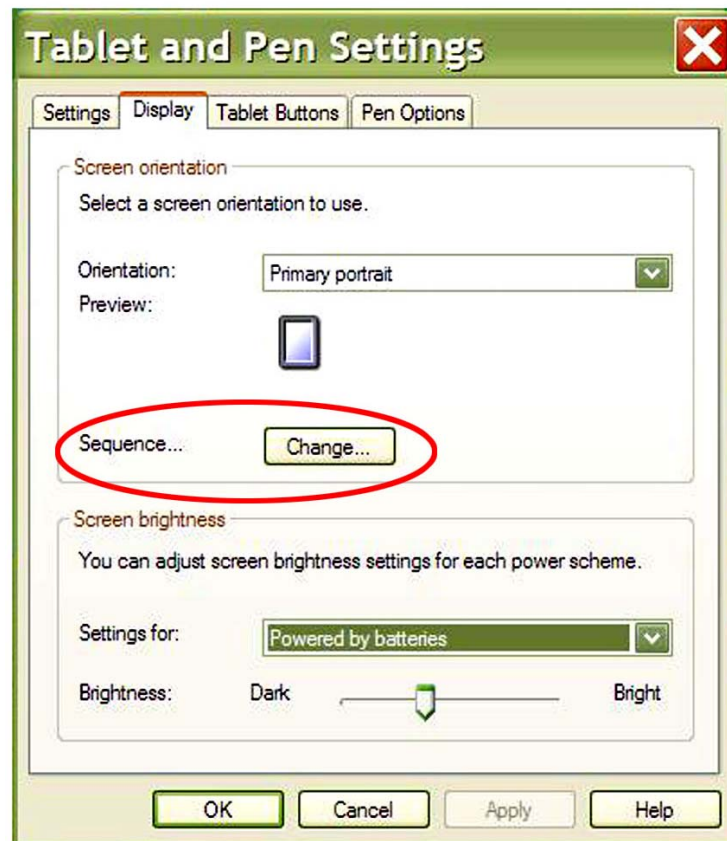 Tablet and Pen Settings
Settings Display Tablet Buttons Pen Options
Screen orientation
Select a screen orientation to use.
Orientation: Primary portrait
Preview:
Sequence... Change...
Screen brightness
You can adjust screen brightness settings for each power scheme.
Settings for: Powered by batteries
Brightness: Dark Bright
OK Cancel Apply Help